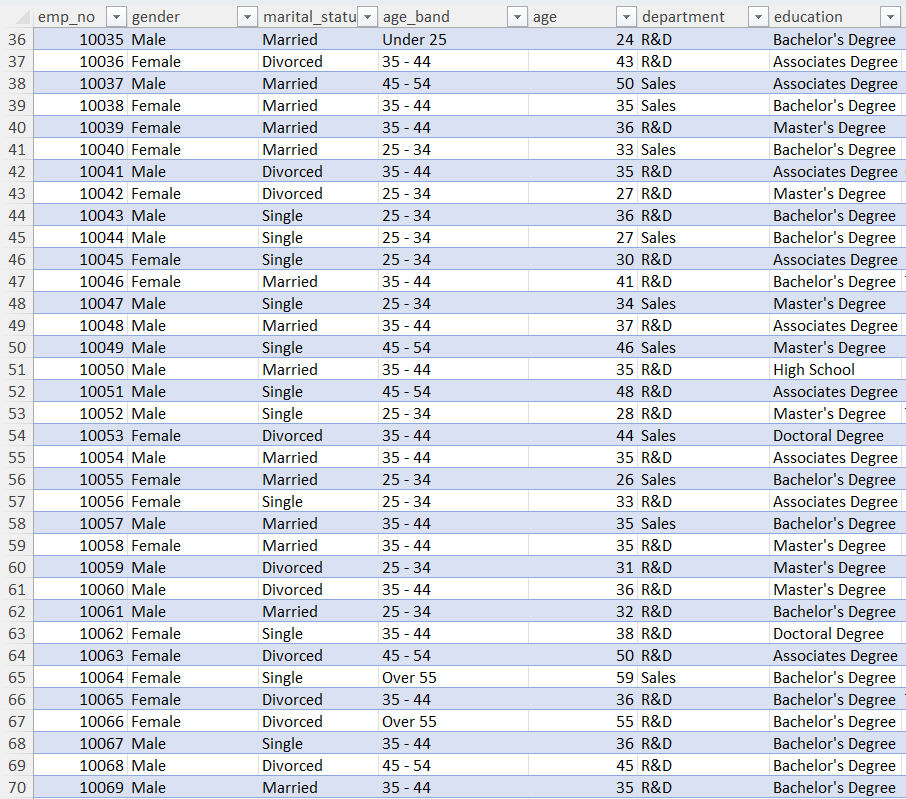 emp_no gender marital_statu age_band age department education
36 10035 Male Married Under 25 24 R&D Bachelor's Degree
37 10036 Female Divorced 35 - 44 43 R&D Associates Degree
38 10037 Male Married 45 - 54 50 Sales Associates Degree
39 10038 Female Married 35 - 44 35 Sales Bachelor's Degree
40 10039 Female Married 35 - 44 36 R&D Master's Degree
41 10040 Female Married 25 - 34 33 Sales Bachelor's Degree
42 10041 Male Divorced 35 - 44 35 R&D Associates Degree
43 10042 Female Divorced 25 - 34 27 R&D Master's Degree
44 10043 Male Single 25 - 34 36 R&D Bachelor's Degree
45 10044 Male Single 25 - 34 27 Sales Bachelor's Degree
46 10045 Female Single 25 - 34 30 R&D Associates Degree
47 10046 Female Married 35 - 44 41 R&D Bachelor's Degree
48 10047 Male Single 25 - 34 34 Sales Master's Degree
49 10048 Male Married 35 - 44 37 R&D Associates Degree
50 10049 Male Single 45 - 54 46 Sales Master's Degree
51 10050 Male Married 35 - 44 35 R&D High School
52 10051 Male Single 45 - 54 48 R&D Associates Degree
53 10052 Male Single 25 - 34 28 R&D Master's Degree
54 10053 Female Divorced 35 - 44 44 Sales Doctoral Degree
55 10054 Male Married 35 - 44 35 R&D Associates Degree
56 10055 Female Married 25 - 34 26 Sales Bachelor's Degree
57 10056 Female Single 25 - 34 33 R&D Associates Degree
58 10057 Male Married 35 - 44 35 Sales Bachelor's Degree
59 10058 Female Married 35 - 44 35 R&D Master's Degree
60 10059 Male Divorced 25 - 34 31 R&D Master's Degree
61 10060 Male Divorced 35 - 44 36 R&D Master's Degree
62 10061 Male Married 25 - 34 32 R&D Bachelor's Degree
63 10062 Female Single 35 - 44 38 R&D Doctoral Degree
64 10063 Female Divorced 45 - 54 50 R&D Associates Degree
65 10064 Female Single Over 55 59 Sales Bachelor's Degree
66 10065 Female Divorced 35 - 44 36 R&D Bachelor's Degree
67 10066 Female Divorced Over 55 55 R&D Bachelor's Degree
68 10067 Male Single 35 - 44 36 R&D Bachelor's Degree
69 10068 Male Divorced 45 - 54 45 R&D Bachelor's Degree
70 10069 Male Married 35 - 44 35 R&D Bachelor's Degree